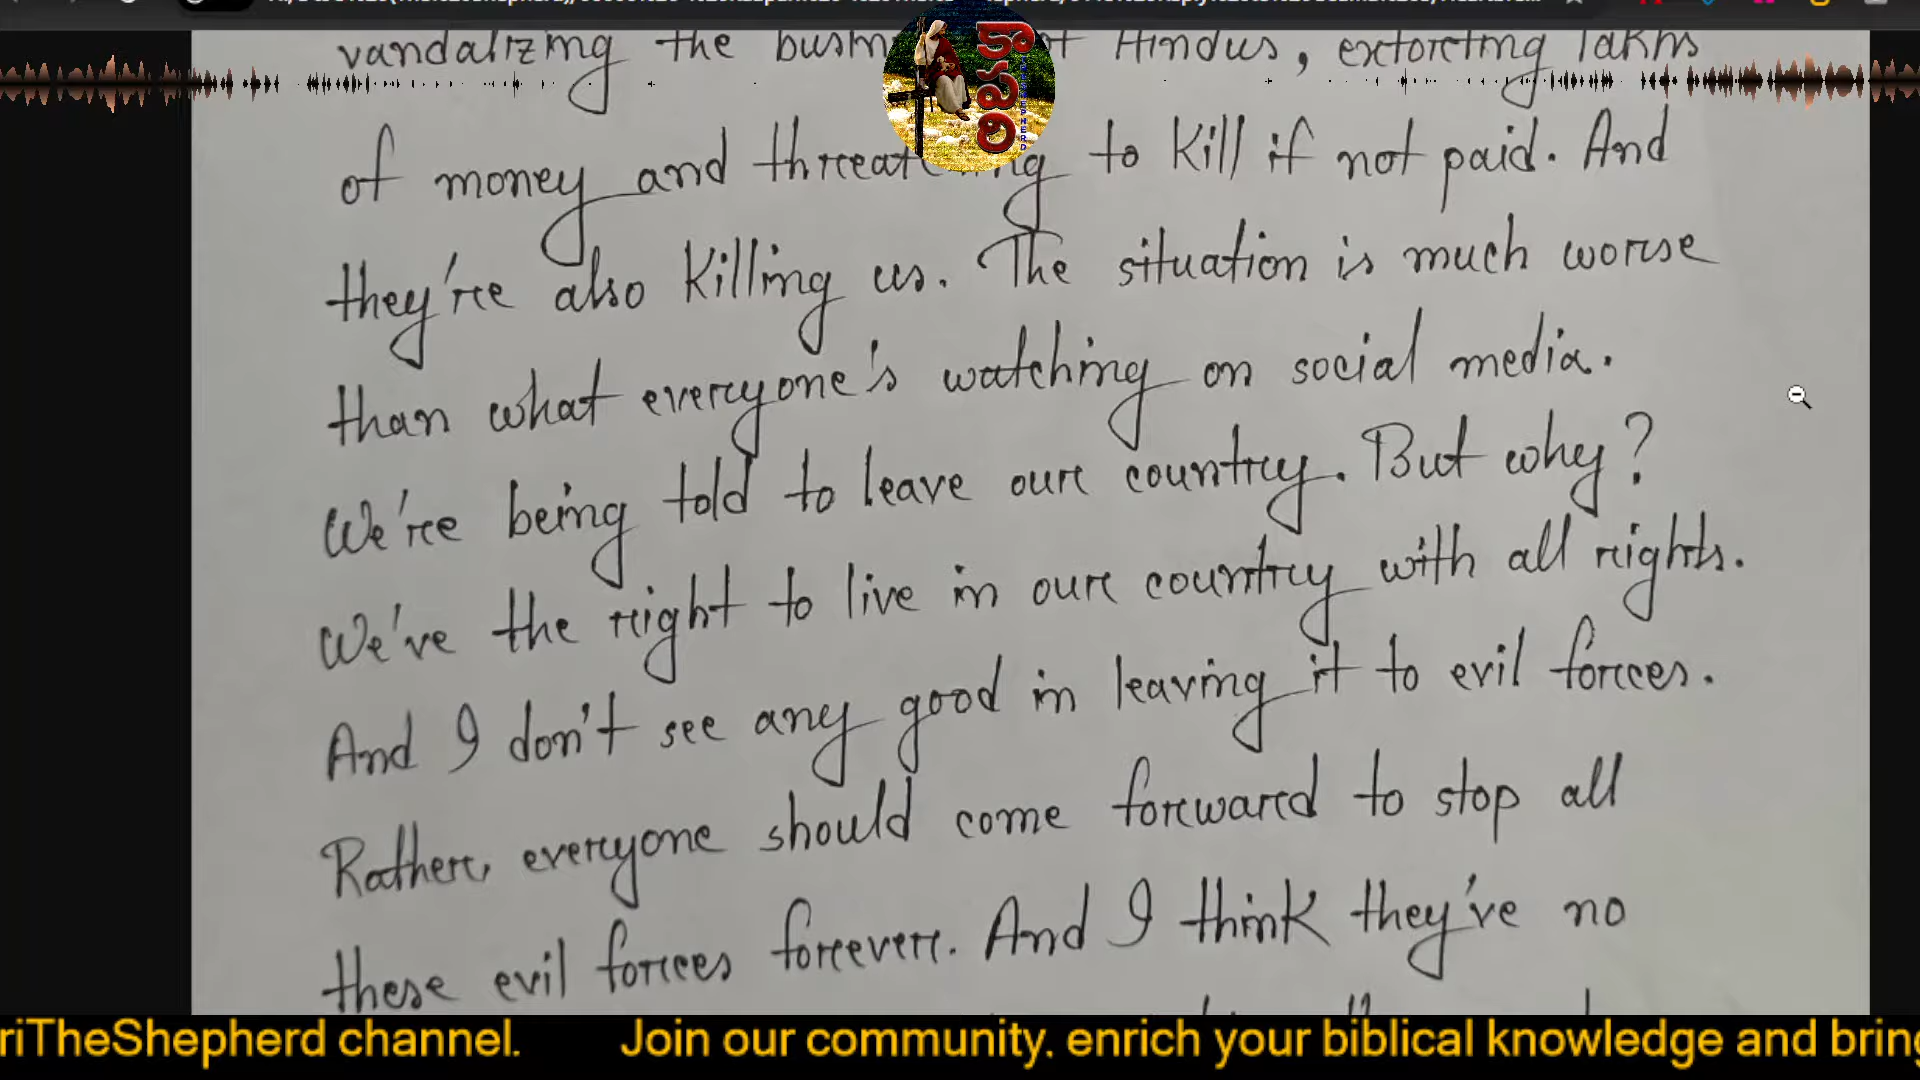 vandalizing the of Hindus, extorting lakhs
of money and to kill if not paid. And
they're also killing us. The situation is much worse
than what everyone's watching on social media.
We're being told to leave our country. But why?
We've the right to live in our country with all rights.
And I don't see any good in leaving it to evil forces.
Rather, everyone should come forward to stop all
these evil forces forever. And I think they've no
కాపరి
riTheShepherd channel. Join our community, enrich your biblical knowledge and bring